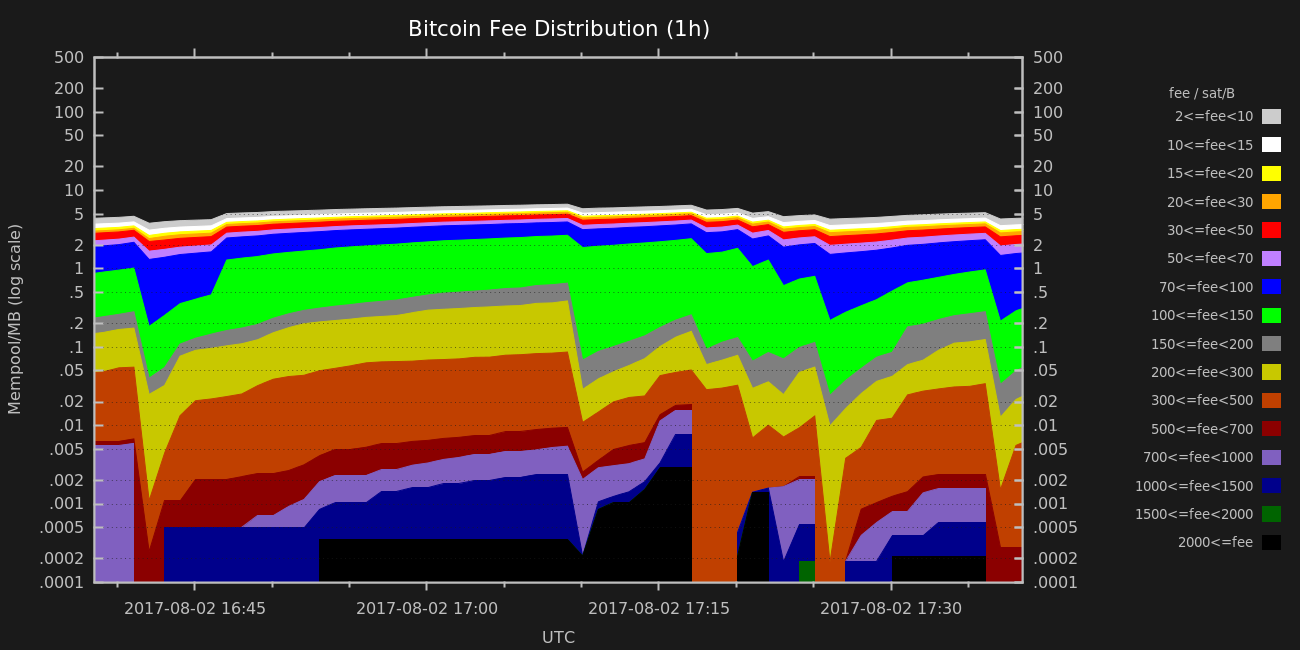 Bitcoin Fee Distribution (1h)
500 500
200 200
100 100
50 50
20 20
10 10
5 5
2 2
1 1
.5 .5
.2 .2
.1 .1
.05 .05
.02 .02
.01 .01
.005 .005
.002 .002
.001 .001
.0005 .0005
.0002 .0002
.0001 .0001
Mempool/MB (log scale)
2017-08-02 16:45 2017-08-02 17:00 2017-08-02 17:15 2017-08-02 17:30
UTC
fee / sat/B
2<=fee<10
10<=fee<15
15<=fee<20
20<=fee<30
30<=fee<50
50<=fee<70
70<=fee<100
100<=fee<150
150<=fee<200
200<=fee<300
300<=fee<500
500<=fee<700
700<=fee<1000
1000<=fee<1500
1500<=fee<2000
2000<=fee